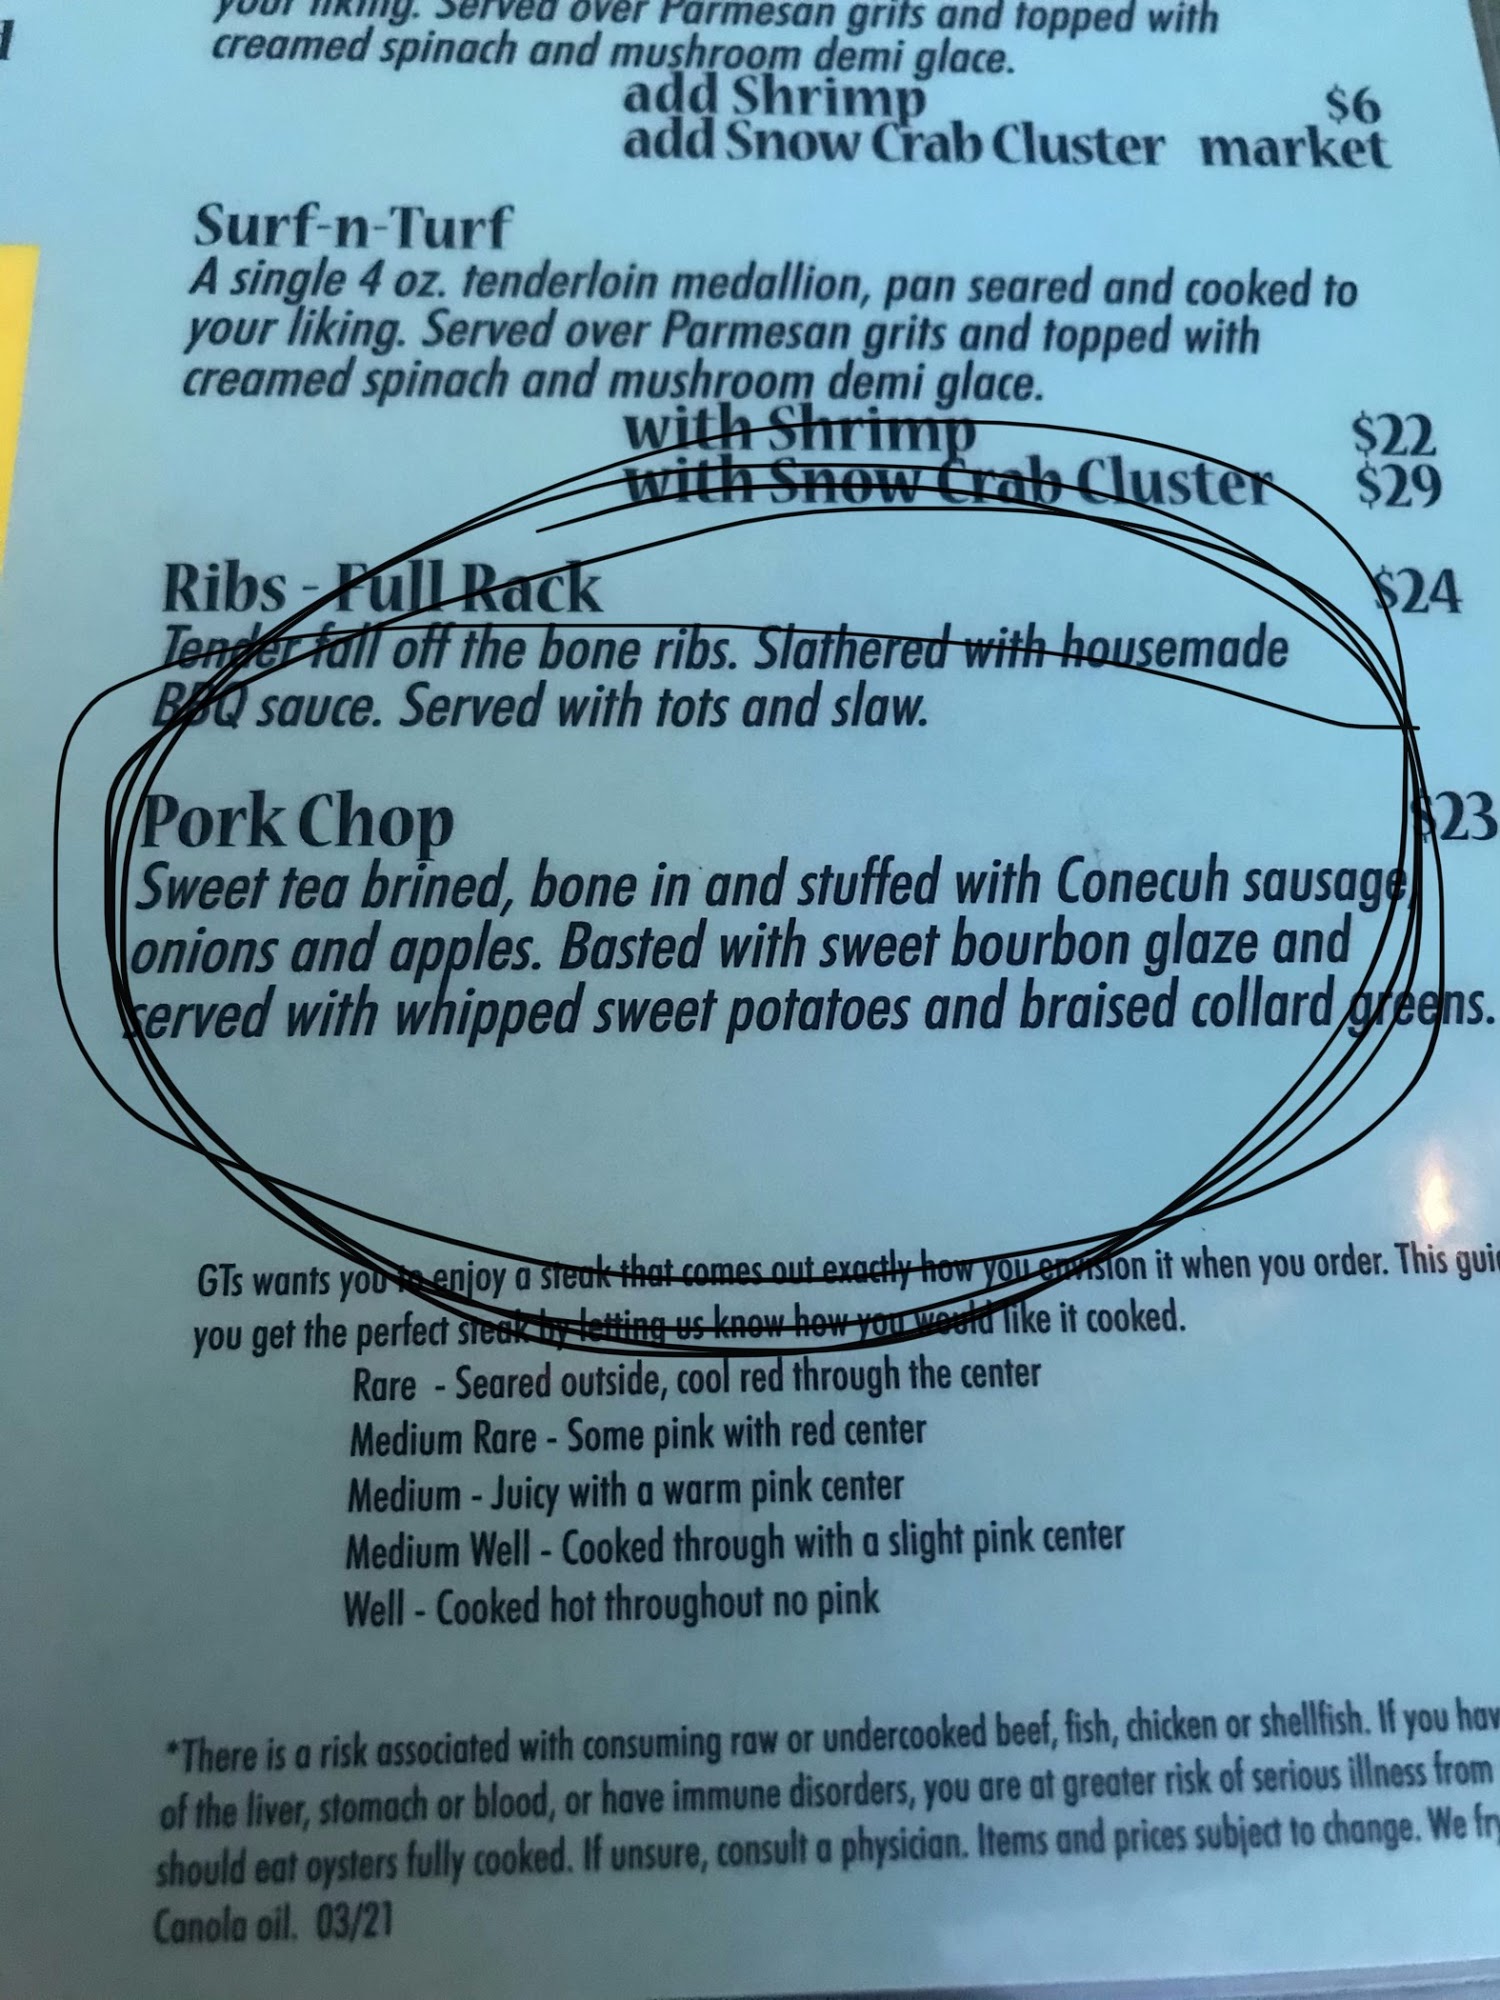 your liking. Served over Parmesan grits and topped with
creamed spinach and mushroom demi glace.
add Shrimp $6
add Snow Crab Cluster market
Surf-n-Turf
A single 4 oz. tenderloin medallion, pan seared and cooked to
your liking. Served over Parmesan grits and topped with
creamed spinach and mushroom demi glace.
with Shrimp $22
with Snow Crab Cluster $29
Ribs - Full Rack $24
Tender fall off the bone ribs. Slathered with housemade
BBQ sauce. Served with tots and slaw.
Pork Chop $23
Sweet tea brined, bone in and stuffed with Conecuh sausage,
onions and apples. Basted with sweet bourbon glaze and
served with whipped sweet potatoes and braised collard greens.
GTs wants you to enjoy a steak that comes out exactly how you envision it when you order. This
you get the perfect steak by letting us know how you would like it cooked.
Rare - Seared outside, cool red through the center
Medium Rare - Some pink with red center
Medium - Juicy with a warm pink center
Medium Well - Cooked through with a slight pink center
Well - Cooked hot throughout no pink
*There is a risk associated with consuming raw or undercooked beef, fish, chicken or shellfish. If you
of the liver, stomach or blood, or have immune disorders, you are at greater risk of serious illness from
should eat oysters fully cooked. If unsure, consult a physician. Items and prices subject to change. We
Canola oil. 03/21